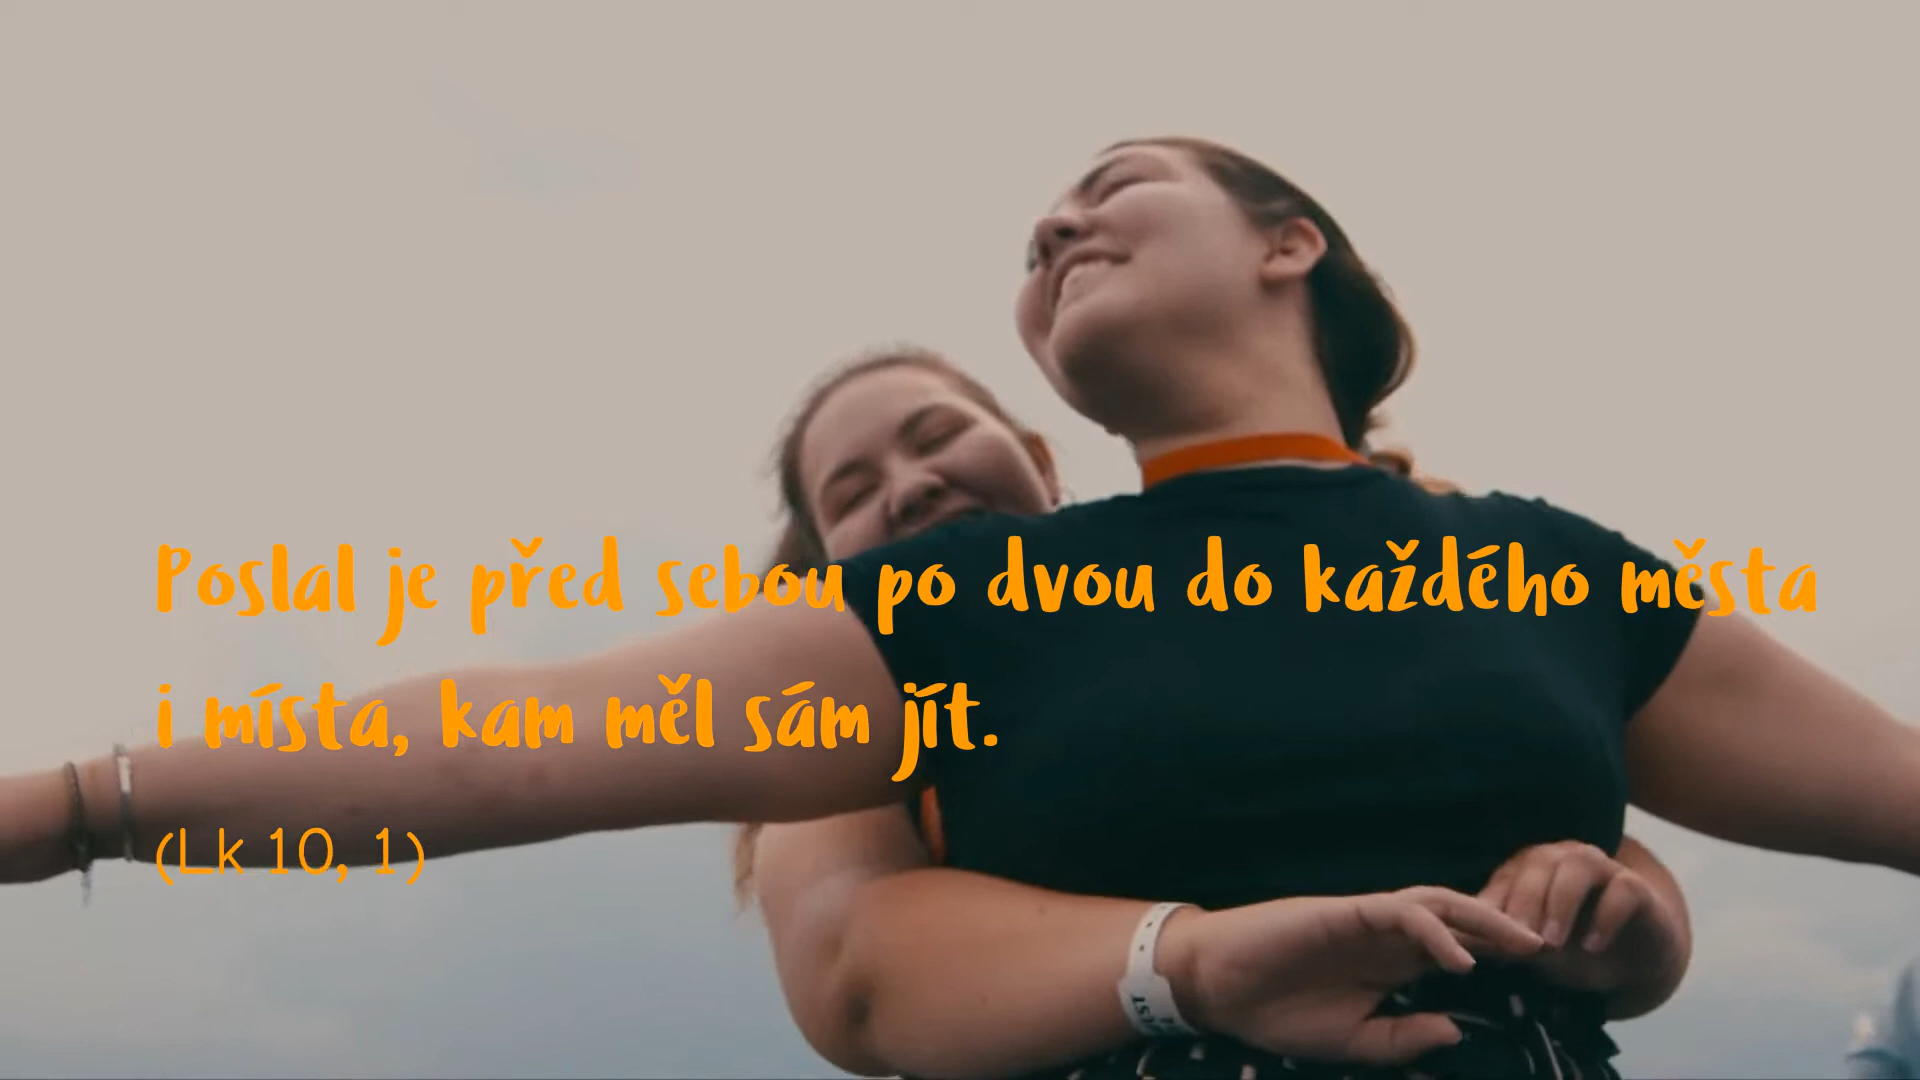 Poslal je před sebou po dvou do každého města
i místa, kam měl sám jít.
(Lk 10, 1)